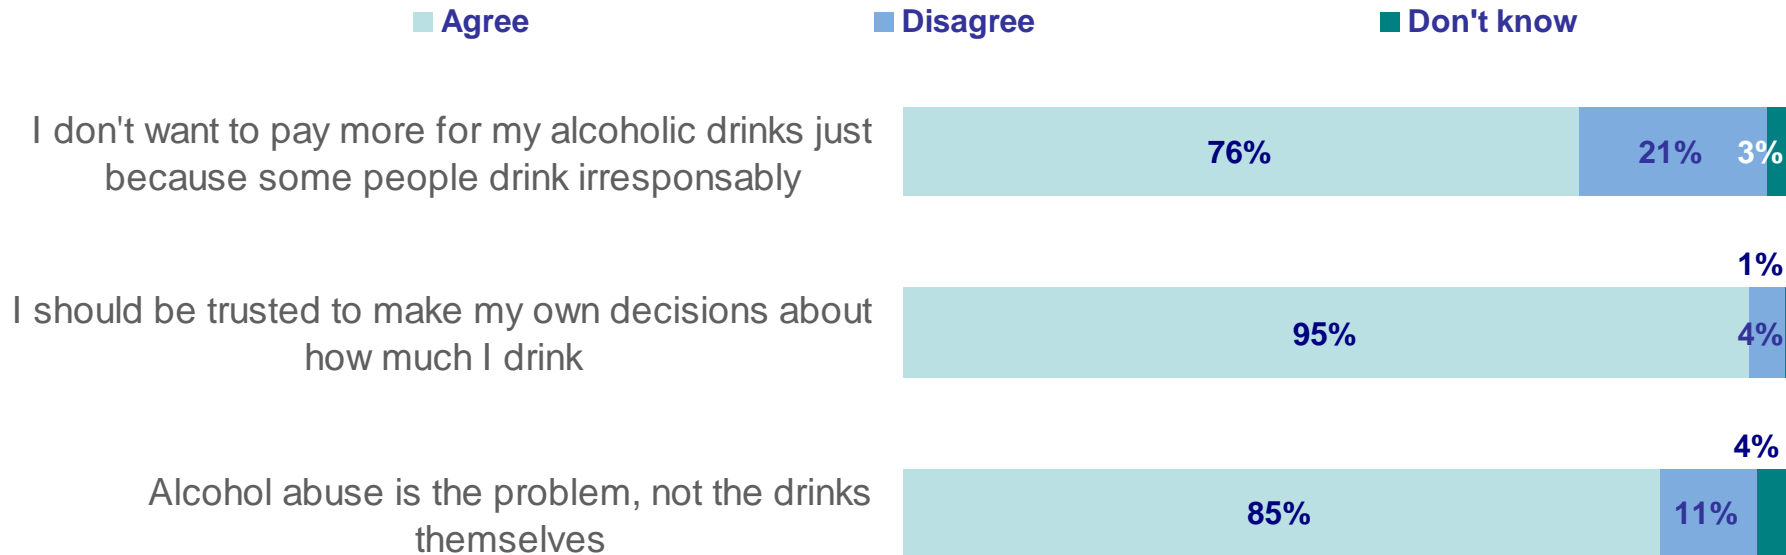 Agree Disagree Don't know
I don't want to pay more for my alcoholic drinks just
because some people drink irresponsably
76% 21% 3%
I should be trusted to make my own decisions about
how much I drink
95% 4% 1%
Alcohol abuse is the problem, not the drinks
themselves
85% 11% 4%